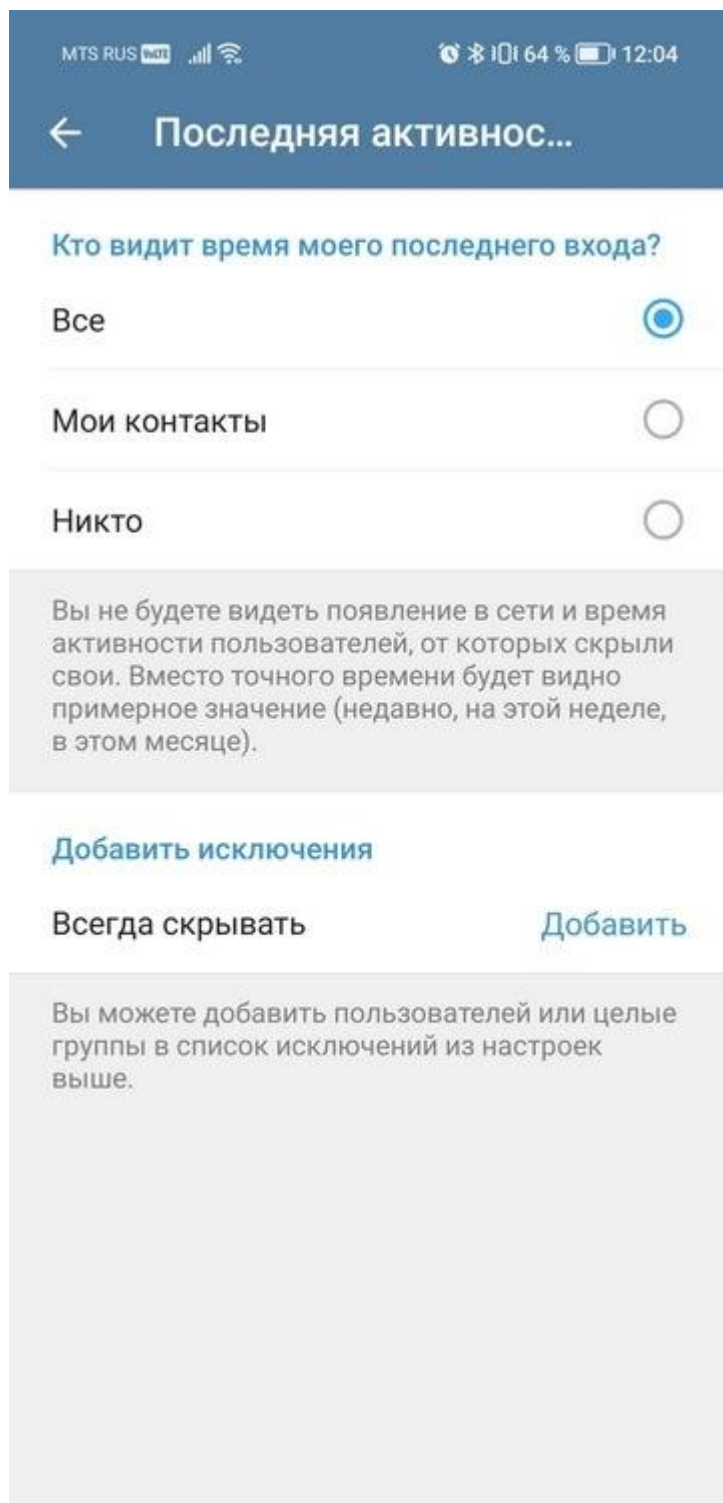 MTS RUS VoLTE 64 % 12:04
Последняя активнос...
Кто видит время моего последнего входа?
Все
Мои контакты
Никто
Вы не будете видеть появление в сети и время
активности пользователей, от которых скрыли
свои. Вместо точного времени будет видно
примерное значение (недавно, на этой неделе,
в этом месяце).
Добавить исключения
Всегда скрывать Добавить
Вы можете добавить пользователей или целые
группы в список исключений из настроек
выше.